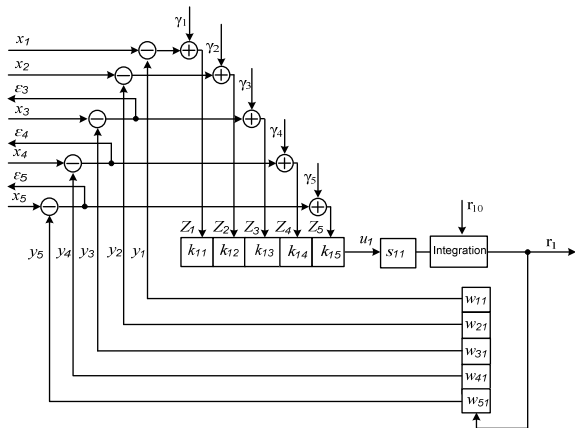 γ1
x1 − + γ2
x2 − + γ3
ε3
x3 − + γ4
ε4
x4 − + γ5
ε5
x5 − +
y5 y4 y3 y2 y1
Z1 Z2 Z3 Z4 Z5
k11 k12 k13 k14 k15
u1
s11
r10
Integration
r1
w11
w21
w31
w41
w51